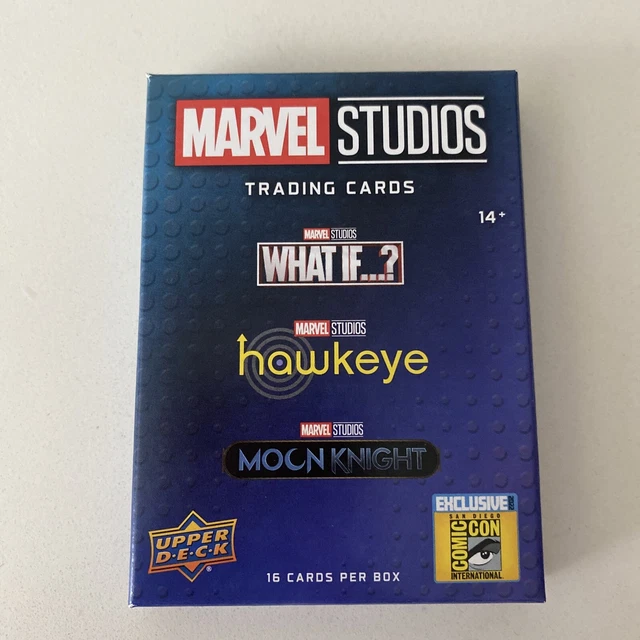 MARVEL STUDIOS
TRADING CARDS
14+
MARVEL STUDIOS
WHAT IF...?
MARVEL STUDIOS
hawkeye
MARVEL STUDIOS
MOON KNIGHT
EXCLUSIVE
SAN DIEGO
COMIC CON
INTERNATIONAL
UPPER
D·E·C·K
®
16 CARDS PER BOX